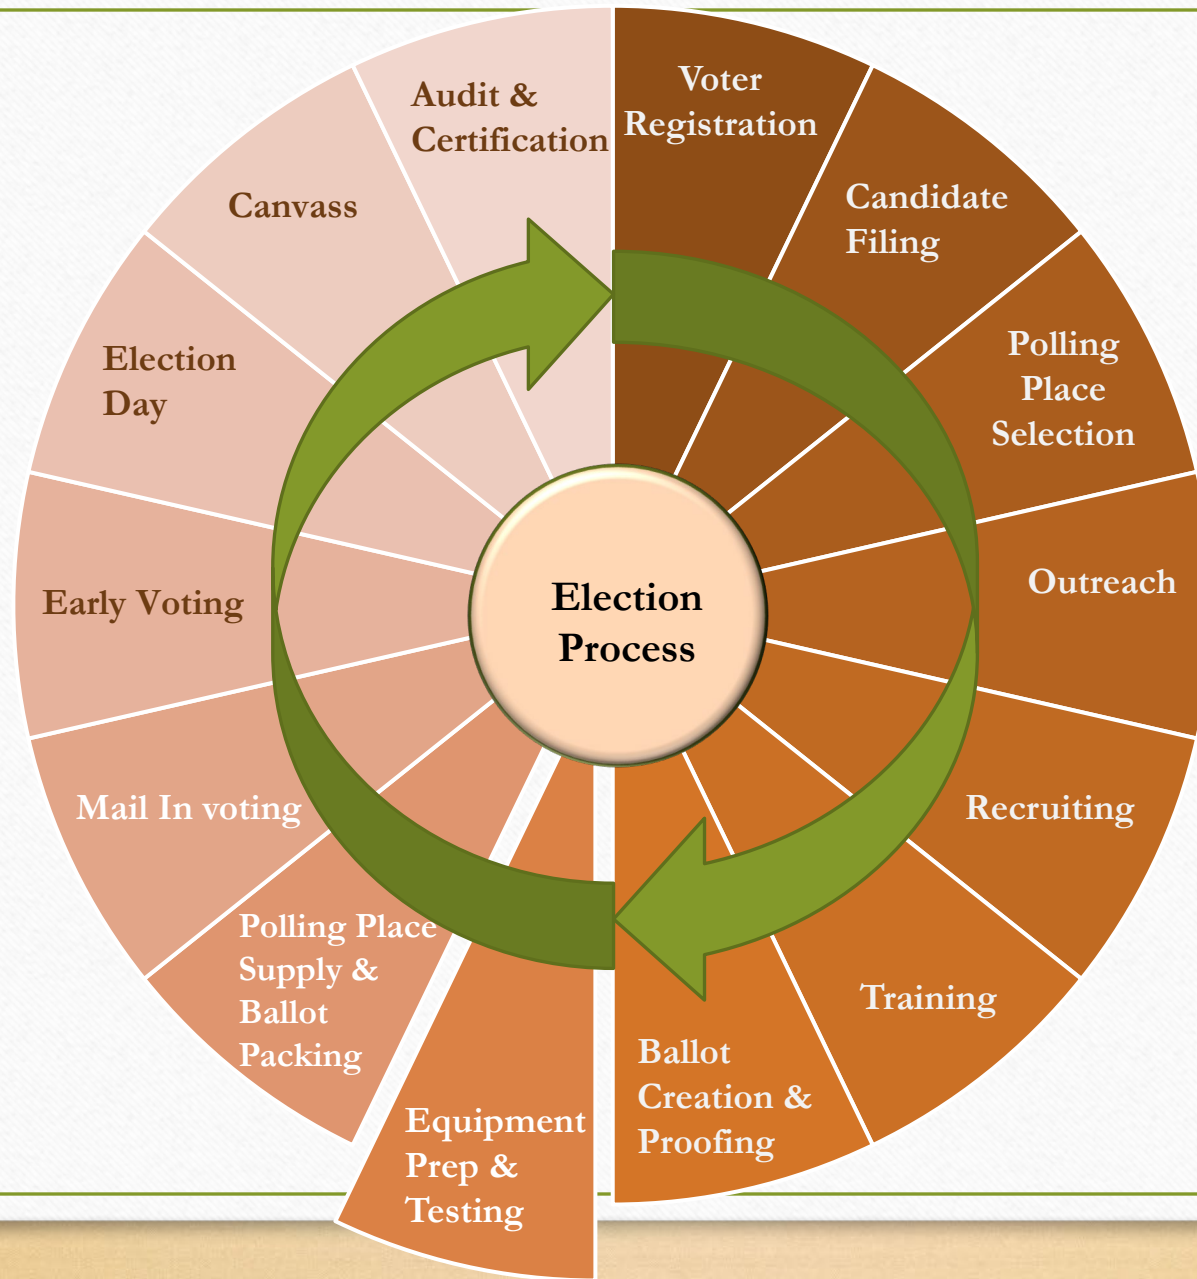 Voter
Registration
Candidate
Filing
Polling
Place
Selection
Outreach
Recruiting
Training
Ballot
Creation &
Proofing
Equipment
Prep &
Testing
Polling Place
Supply &
Ballot
Packing
Mail In voting
Early Voting
Election
Day
Canvass
Audit &
Certification
Election
Process